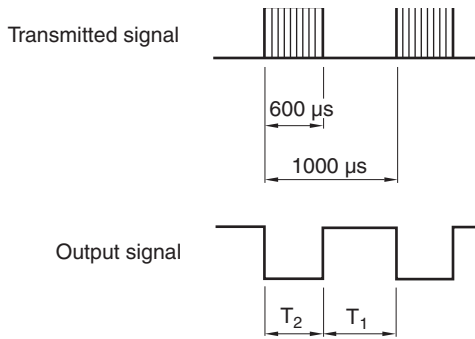 Transmitted signal
600 µs
1000 µs
Output signal
T2
T1